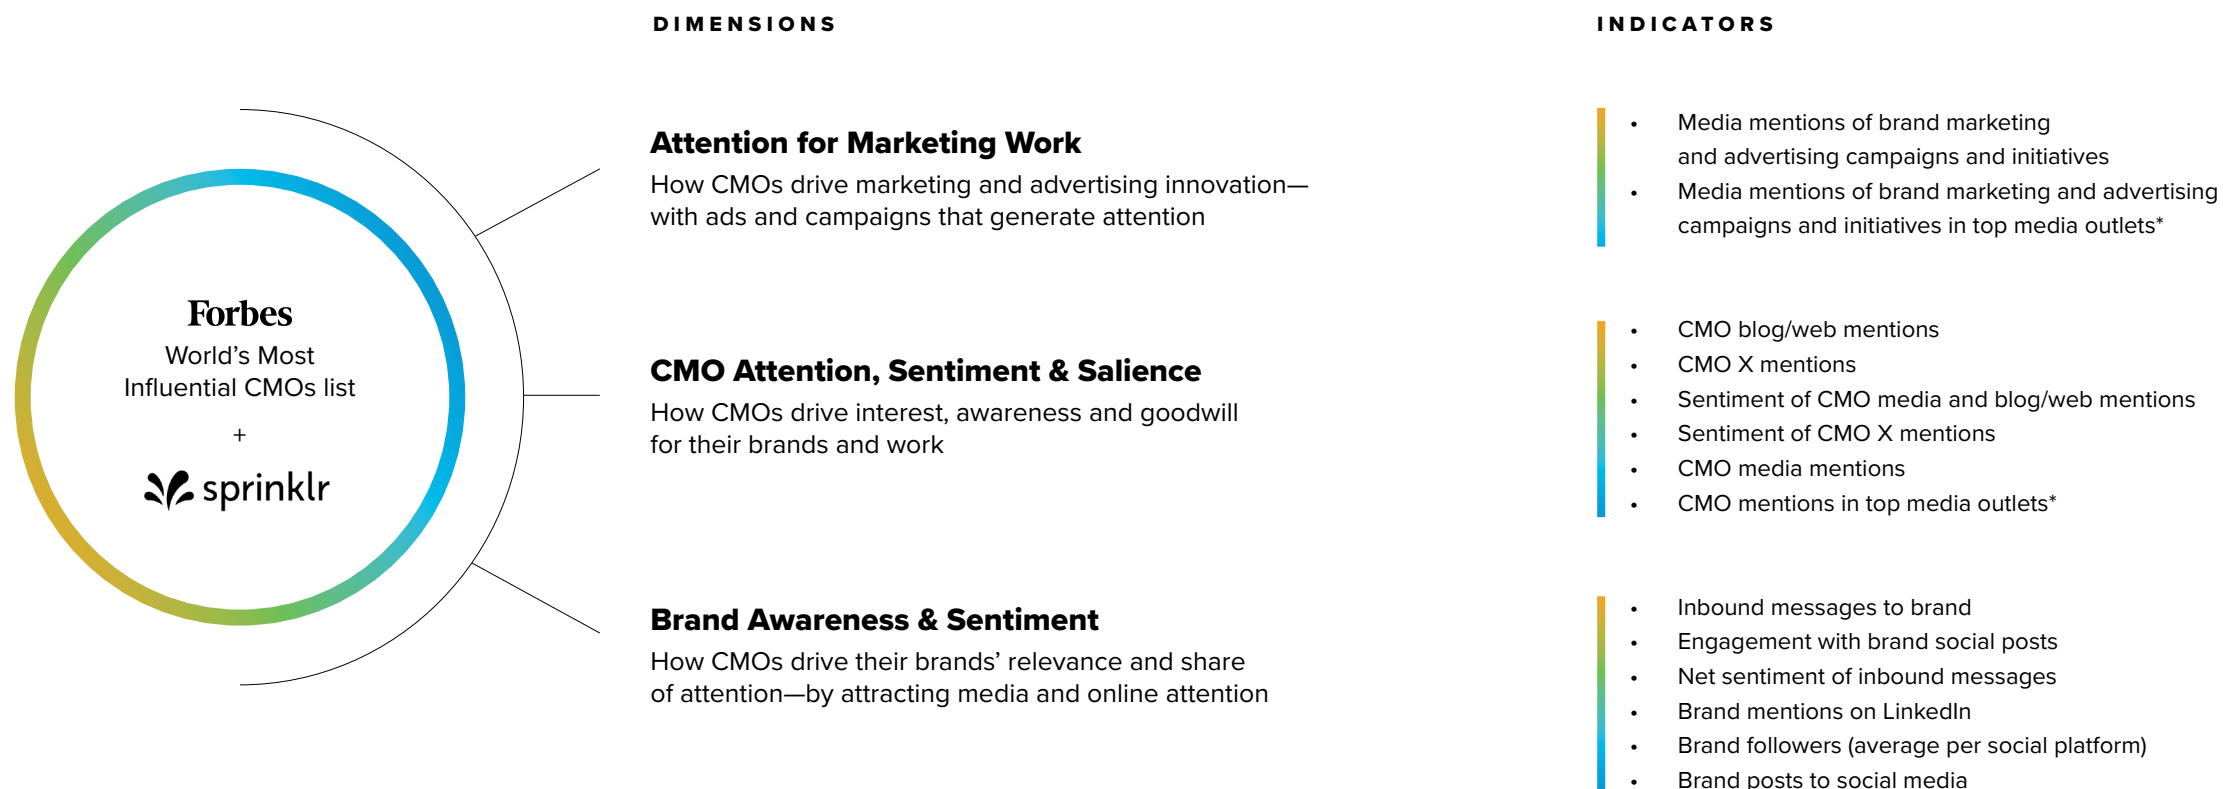 DIMENSIONS
INDICATORS
Forbes
World’s Most
Influential CMOs list
+
sprinklr
Attention for Marketing Work
How CMOs drive marketing and advertising innovation—
with ads and campaigns that generate attention
• Media mentions of brand marketing
and advertising campaigns and initiatives
• Media mentions of brand marketing and advertising
campaigns and initiatives in top media outlets*
CMO Attention, Sentiment & Salience
How CMOs drive interest, awareness and goodwill
for their brands and work
• CMO blog/web mentions
• CMO X mentions
• Sentiment of CMO media and blog/web mentions
• Sentiment of CMO X mentions
• CMO media mentions
• CMO mentions in top media outlets*
Brand Awareness & Sentiment
How CMOs drive their brands’ relevance and share
of attention—by attracting media and online attention
• Inbound messages to brand
• Engagement with brand social posts
• Net sentiment of inbound messages
• Brand mentions on LinkedIn
• Brand followers (average per social platform)
• Brand posts to social media